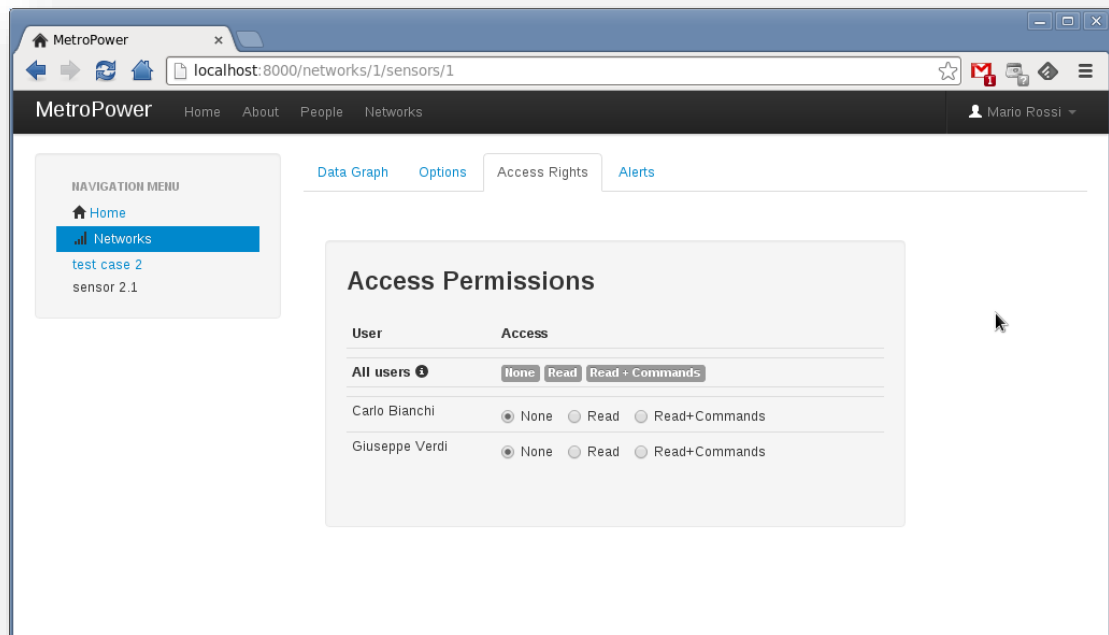 MetroPower
localhost:8000/networks/1/sensors/1
1
?
MetroPower Home About People Networks Mario Rossi
Data Graph Options Access Rights Alerts
NAVIGATION MENU
Home
Networks
test case 2
sensor 2.1
Access Permissions
User Access
All users None Read Read + Commands
Carlo Bianchi None Read Read+Commands
Giuseppe Verdi None Read Read+Commands